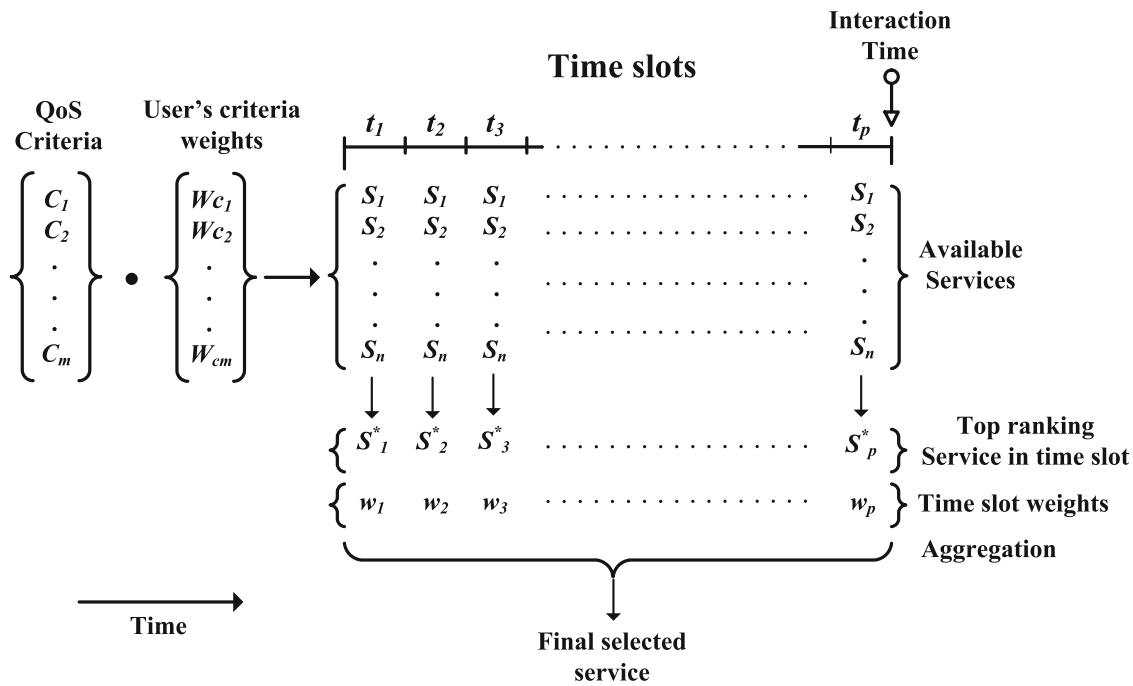 Interaction
Time
Time slots
QoS
Criteria
User's criteria
weights
t1 t2 t3 . . . . . . . . . . . . . . . . . . tp
C1 Wc1 S1 S1 S1 . . . . . . . . . . . . . . . . . . S1
C2 Wc2 S2 S2 S2 . . . . . . . . . . . . . . . . . . S2
Available
Services
Cm Wcm Sn Sn Sn . . . . . . . . . . . . . . . . . . Sn
S*1 S*2 S*3 . . . . . . . . . . . . . . . . . . S*p
Top ranking
Service in time slot
w1 w2 w3 . . . . . . . . . . . . . . . . . . wp
Time slot weights
Aggregation
Time
Final selected
service